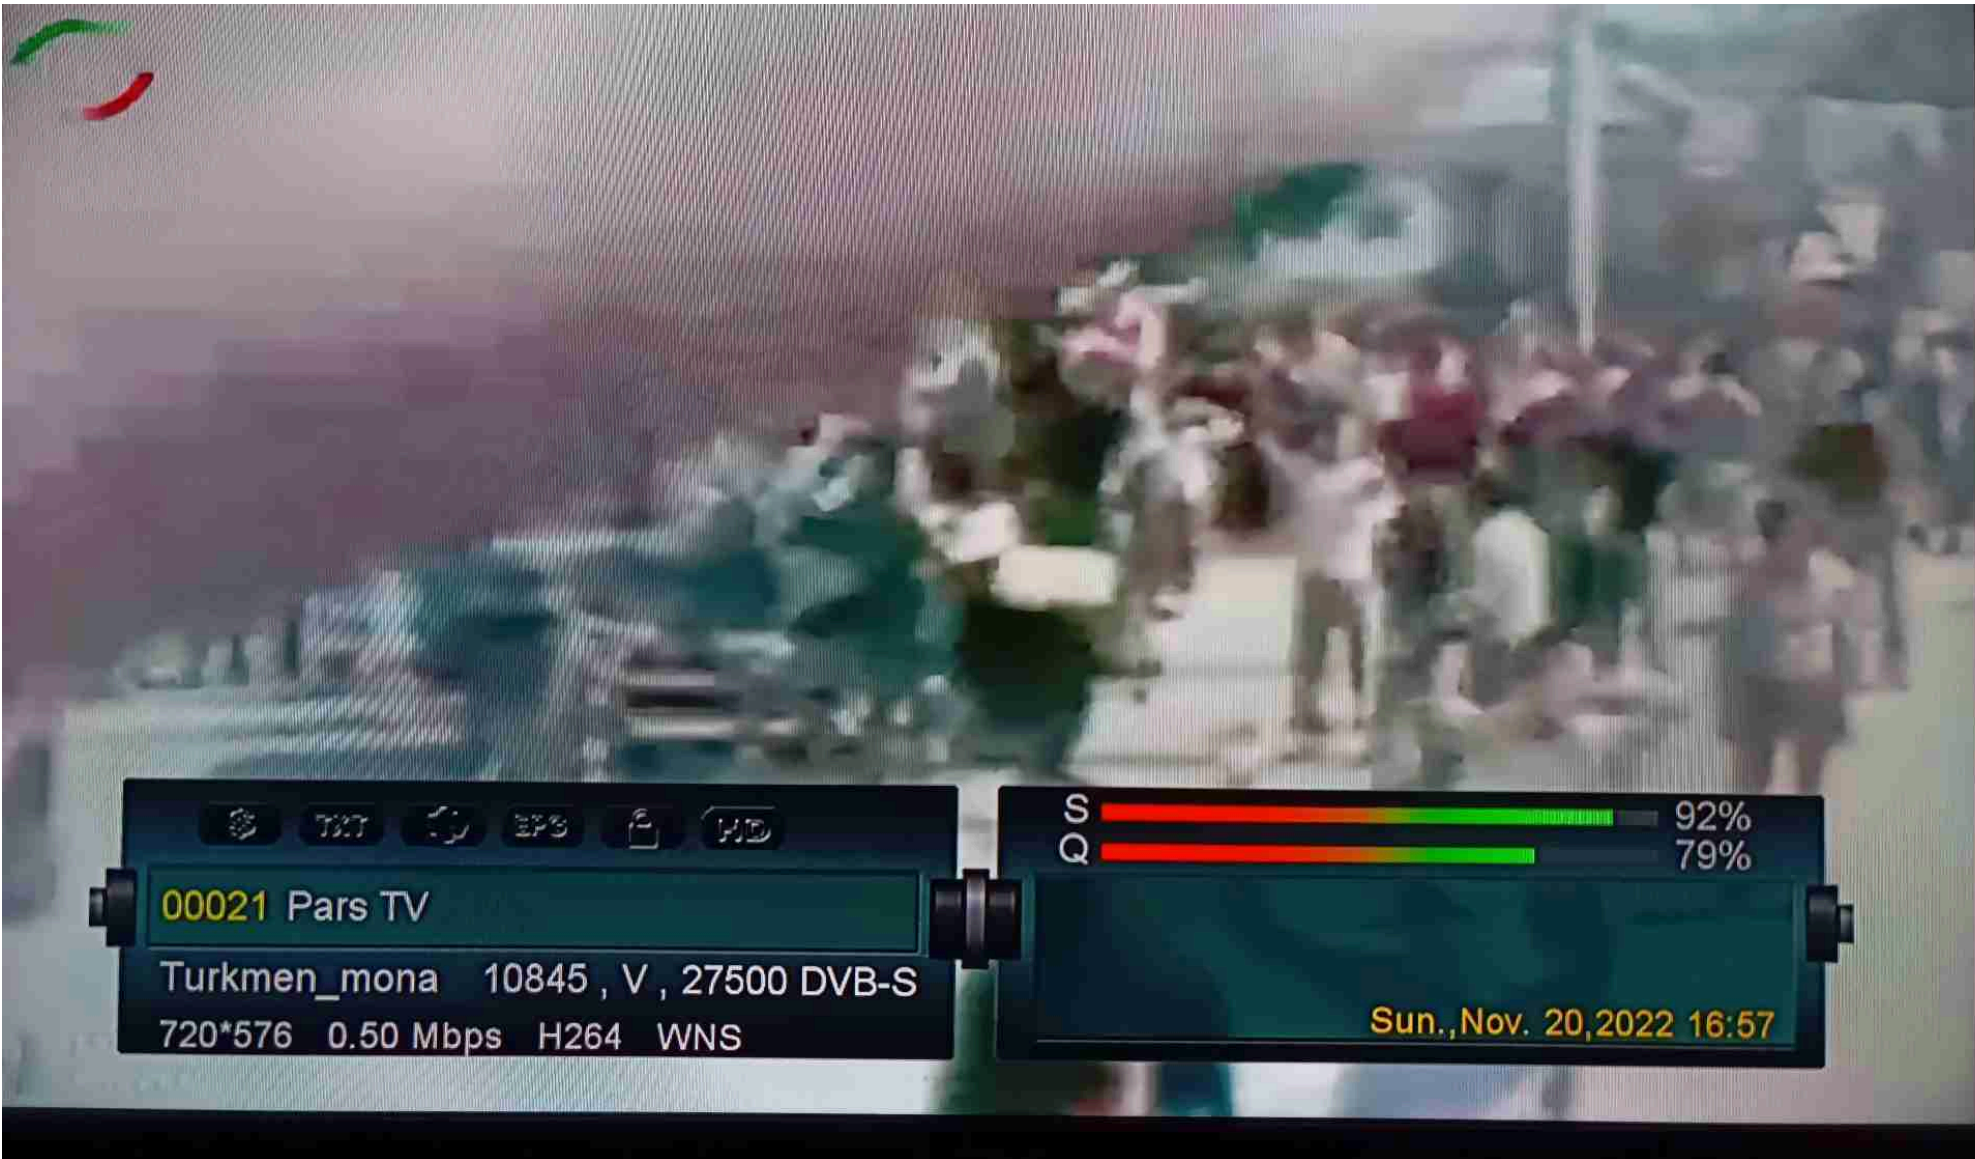 TXT EPG HD
S 92%
Q 79%
00021 Pars TV
Turkmen_mona 10845 , V , 27500 DVB-S
720*576 0.50 Mbps H264 WNS
Sun.,Nov. 20,2022 16:57